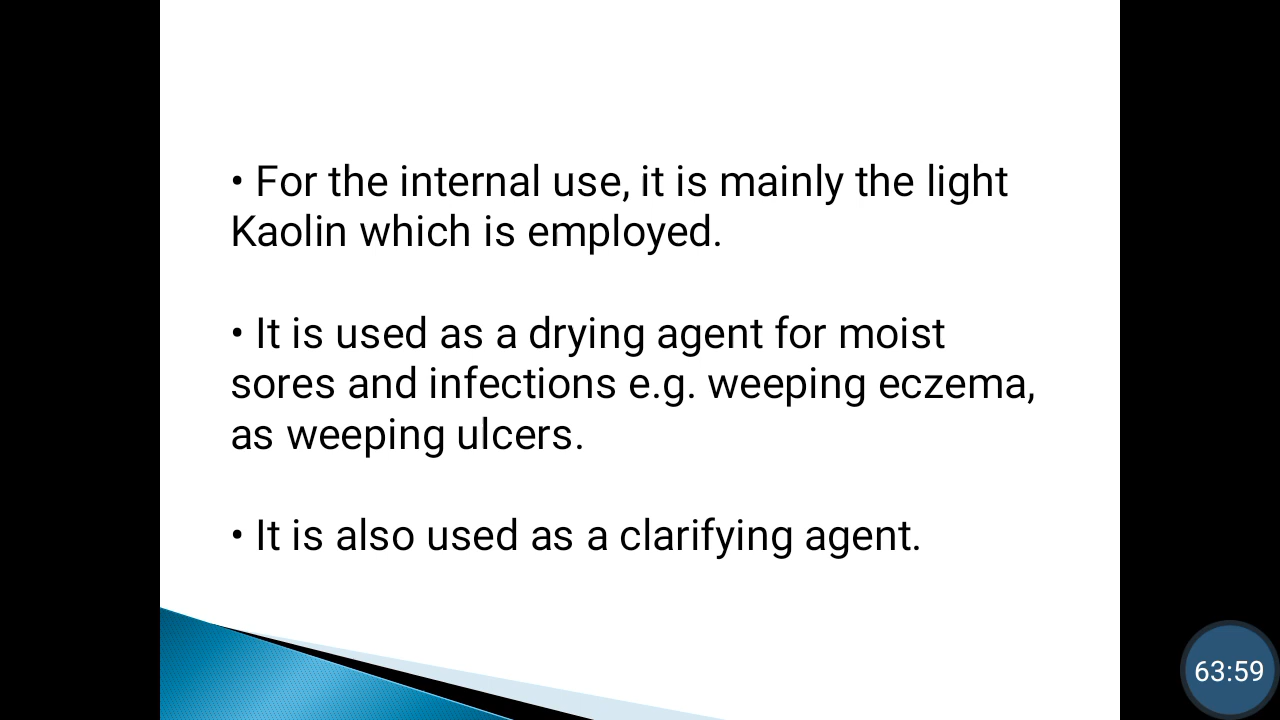 • For the internal use, it is mainly the light
Kaolin which is employed.
• It is used as a drying agent for moist
sores and infections e.g. weeping eczema,
as weeping ulcers.
• It is also used as a clarifying agent.
63:59